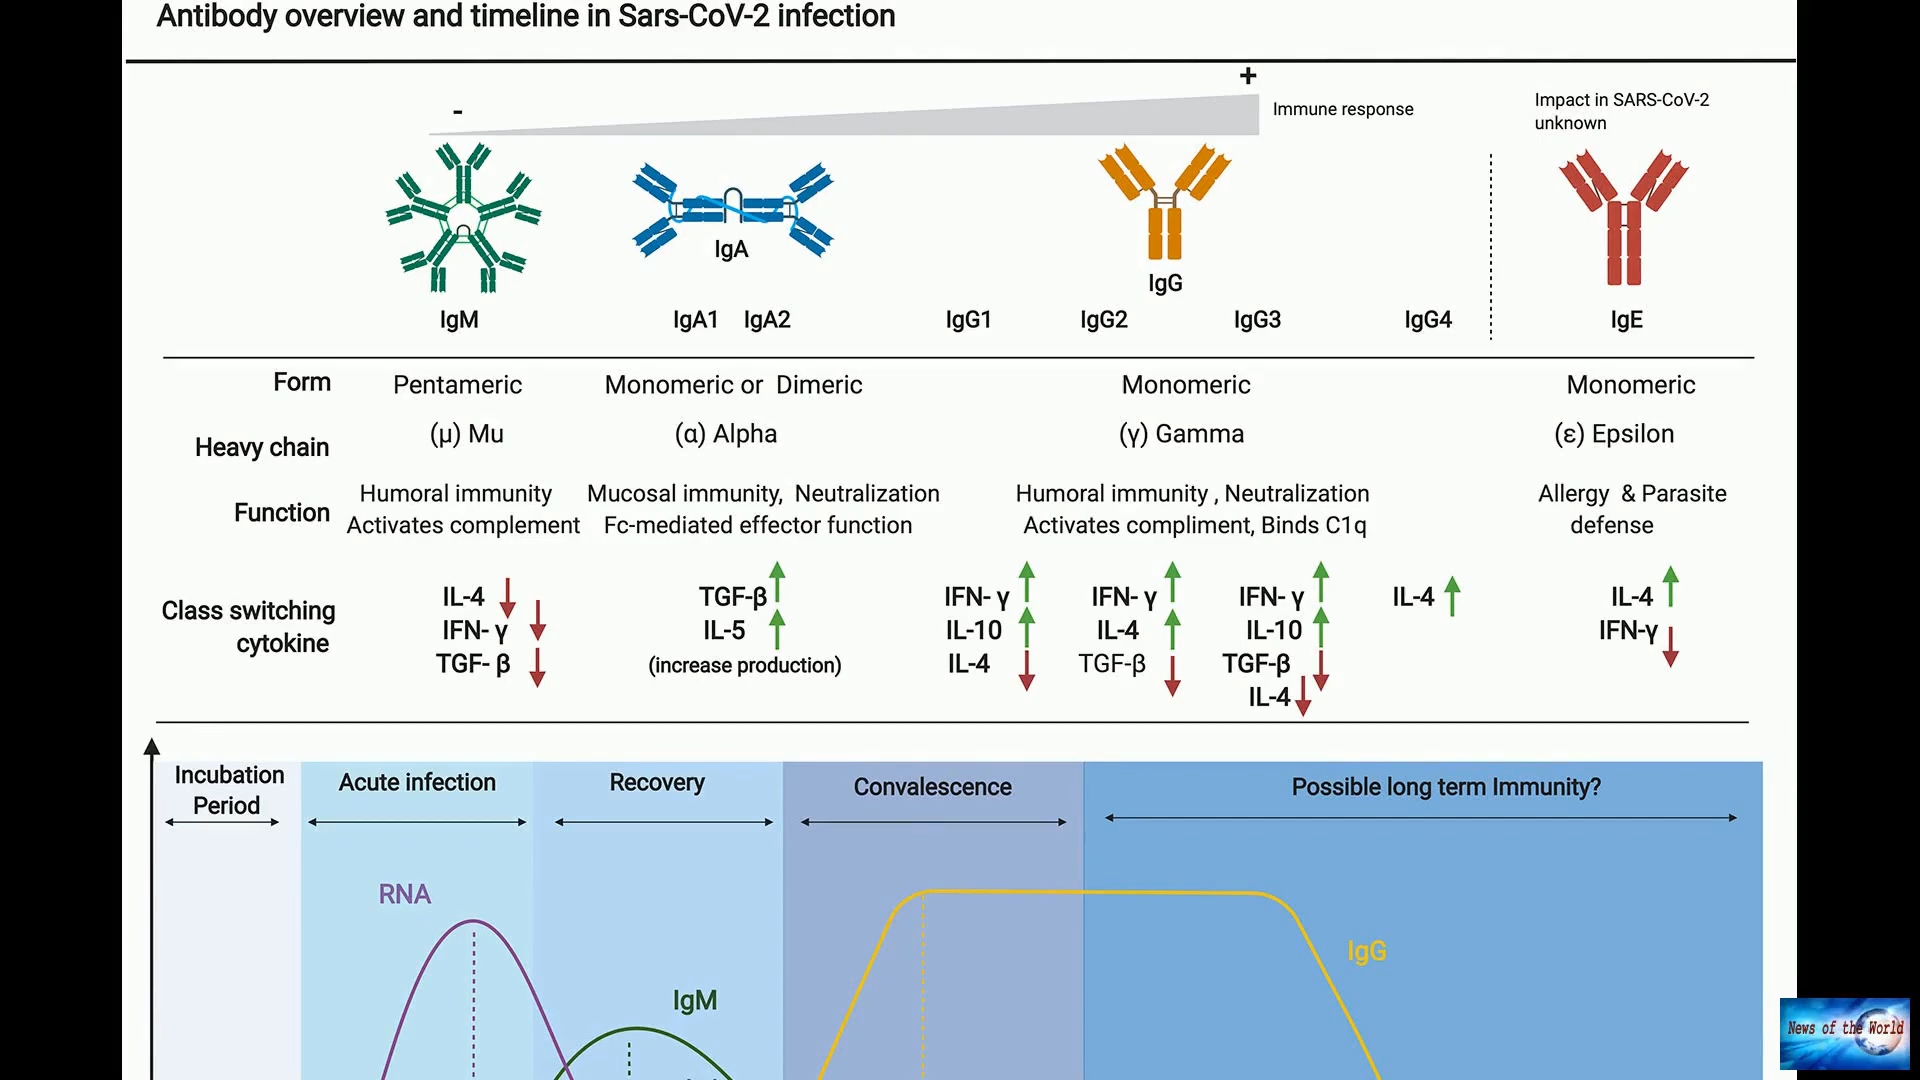 Antibody overview and timeline in Sars-CoV-2 infection
-
+
Immune response
Impact in SARS-CoV-2
unknown
IgA
IgG
IgM
IgA1 IgA2
IgG1
IgG2
IgG3
IgG4
IgE
Form
Pentameric
Monomeric or Dimeric
Monomeric
Monomeric
Heavy chain
(μ) Mu
(α) Alpha
(γ) Gamma
(ε) Epsilon
Function
Humoral immunity
Activates complement
Mucosal immunity, Neutralization
Fc-mediated effector function
Humoral immunity , Neutralization
Activates compliment, Binds C1q
Allergy & Parasite
defense
Class switching
cytokine
IL-4
IFN- γ
TGF- β
TGF-β
IL-5
(increase production)
IFN- γ
IL-10
IL-4
IFN- γ
IL-4
TGF-β
IFN- γ
IL-10
TGF-β
IL-4
IL-4
IL-4
IFN-γ
Incubation
Period
Acute infection
Recovery
Convalescence
Possible long term Immunity?
RNA
IgM
IgG
News of the World